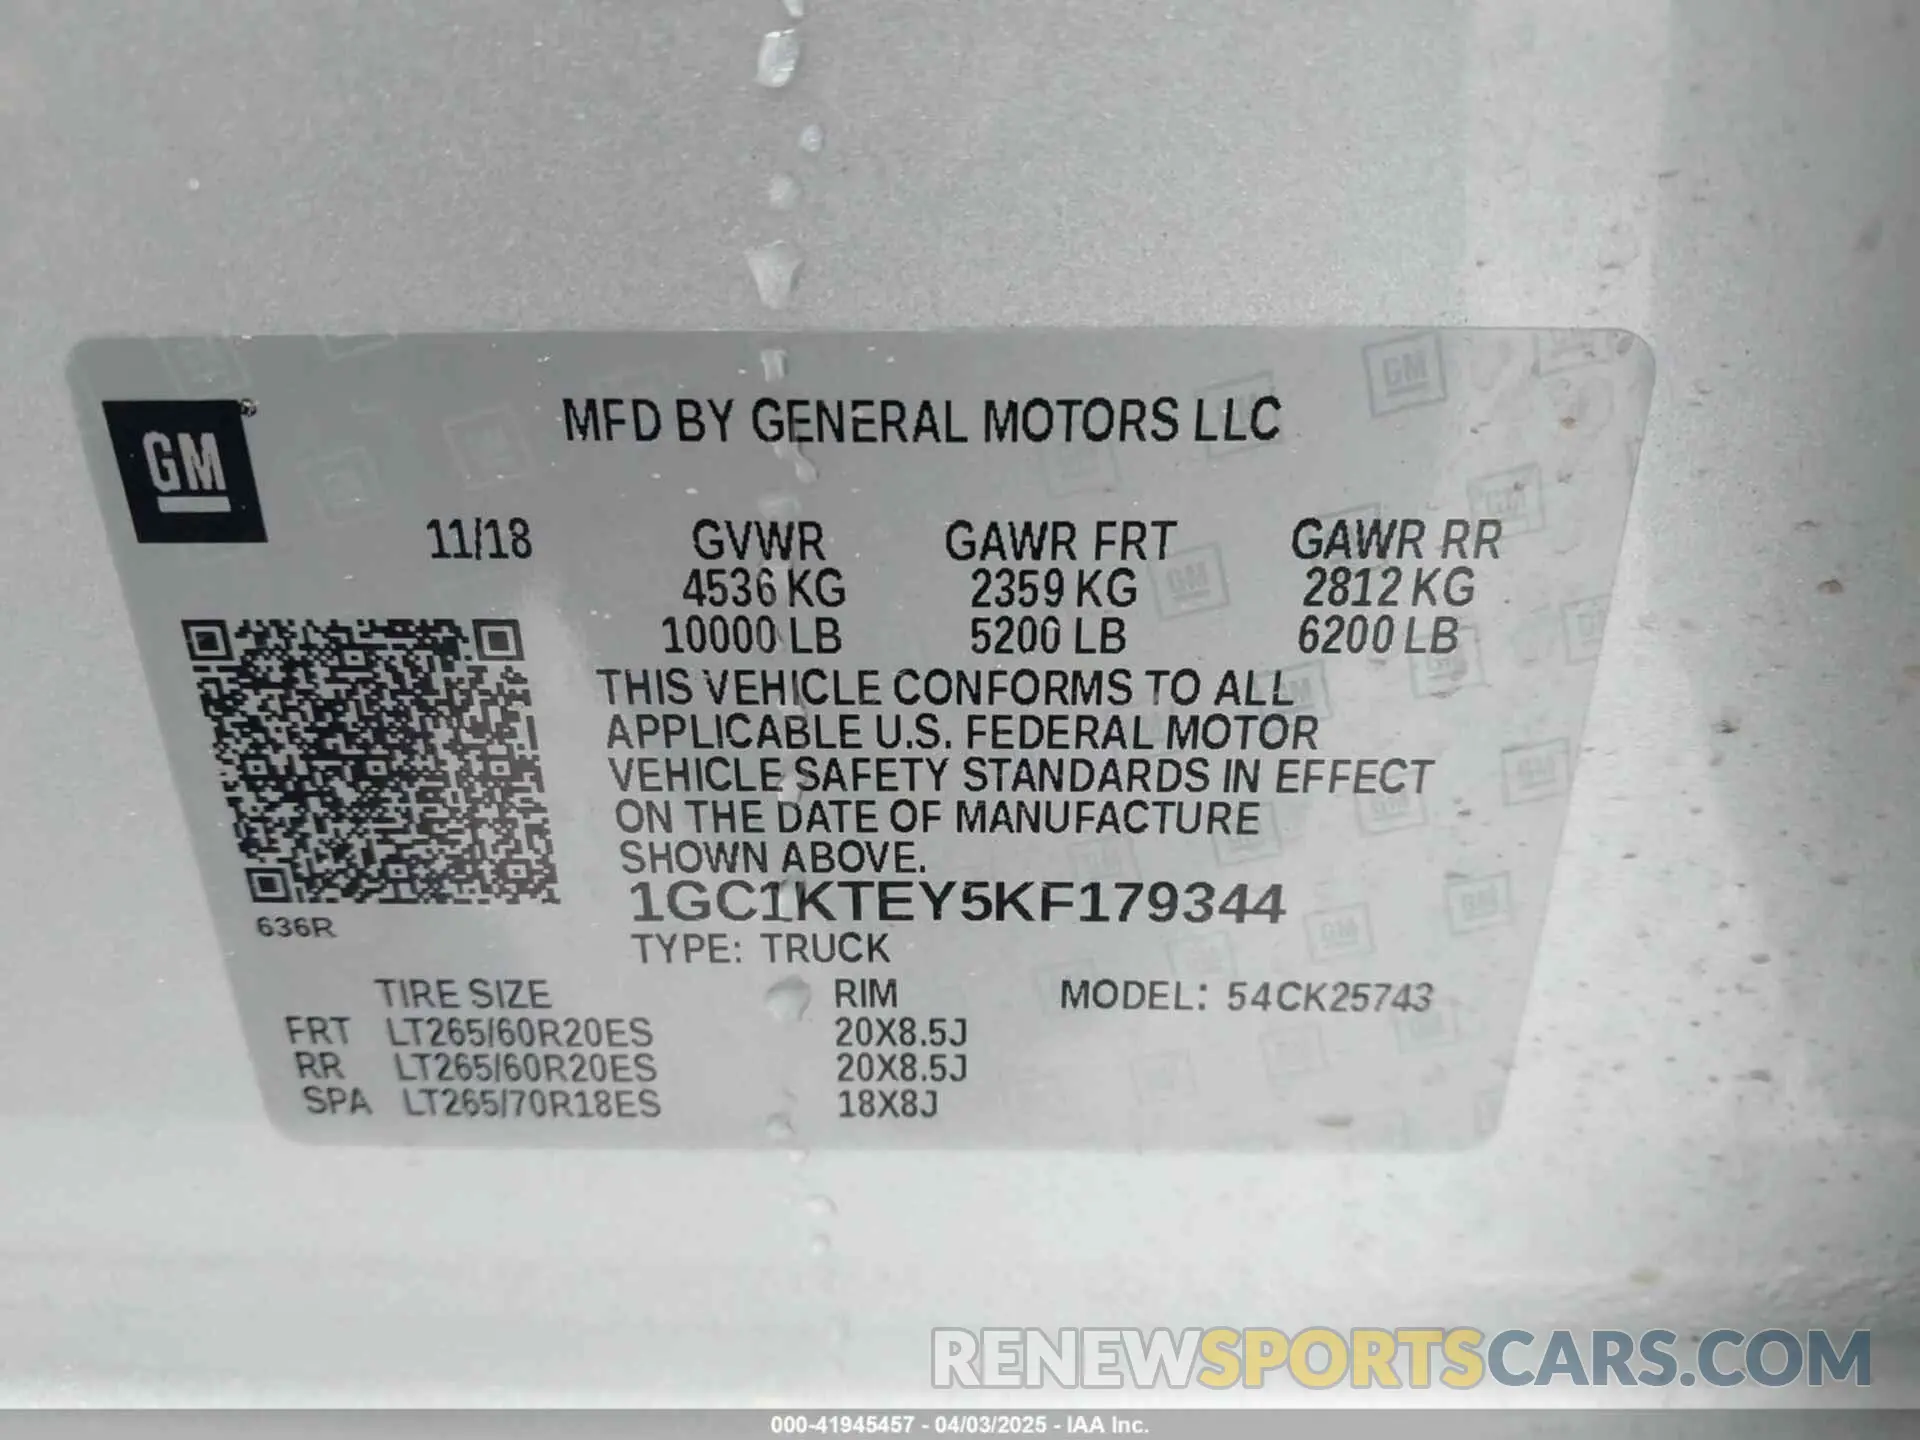 MFD BY GENERAL MOTORS LLC
GM®
11/18 GVWR GAWR FRT GAWR RR
4536 KG 2359 KG 2812 KG
10000 LB 5200 LB 6200 LB
THIS VEHICLE CONFORMS TO ALL
APPLICABLE U.S. FEDERAL MOTOR
VEHICLE SAFETY STANDARDS IN EFFECT
ON THE DATE OF MANUFACTURE
SHOWN ABOVE.
1GC1KTEY5KF179344
636R
TYPE: TRUCK
TIRE SIZE RIM MODEL: 54CK25743
FRT LT265/60R20ES 20X8.5J
RR LT265/60R20ES 20X8.5J
SPA LT265/70R18ES 18X8J
RENEWSPORTSCARS.COM
000-41945457 - 04/03/2025 - IAA Inc.